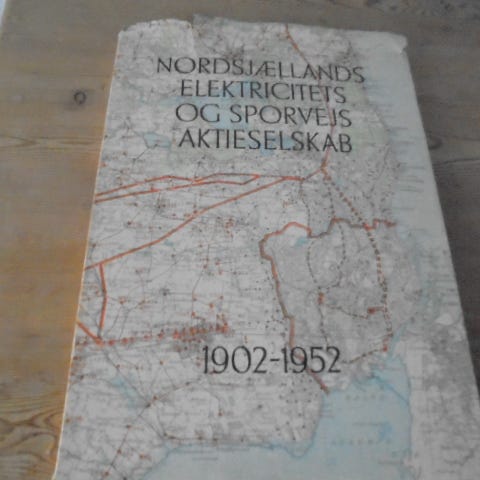 NORDSJÆLLANDS
ELEKTRICITETS
OG SPORVEJS
AKTIESELSKAB
1902-1952